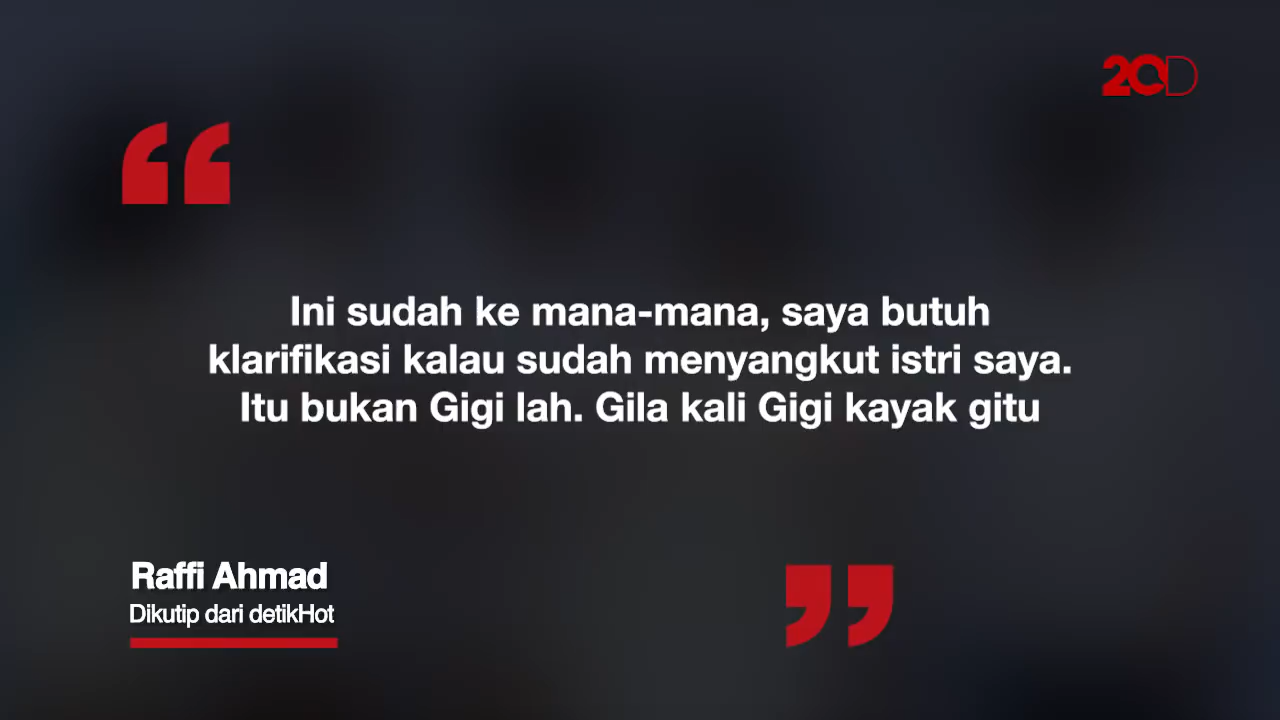 20D
“
Ini sudah ke mana-mana, saya butuh
klarifikasi kalau sudah menyangkut istri saya.
Itu bukan Gigi lah. Gila kali Gigi kayak gitu
”
Raffi Ahmad
Dikutip dari detikHot